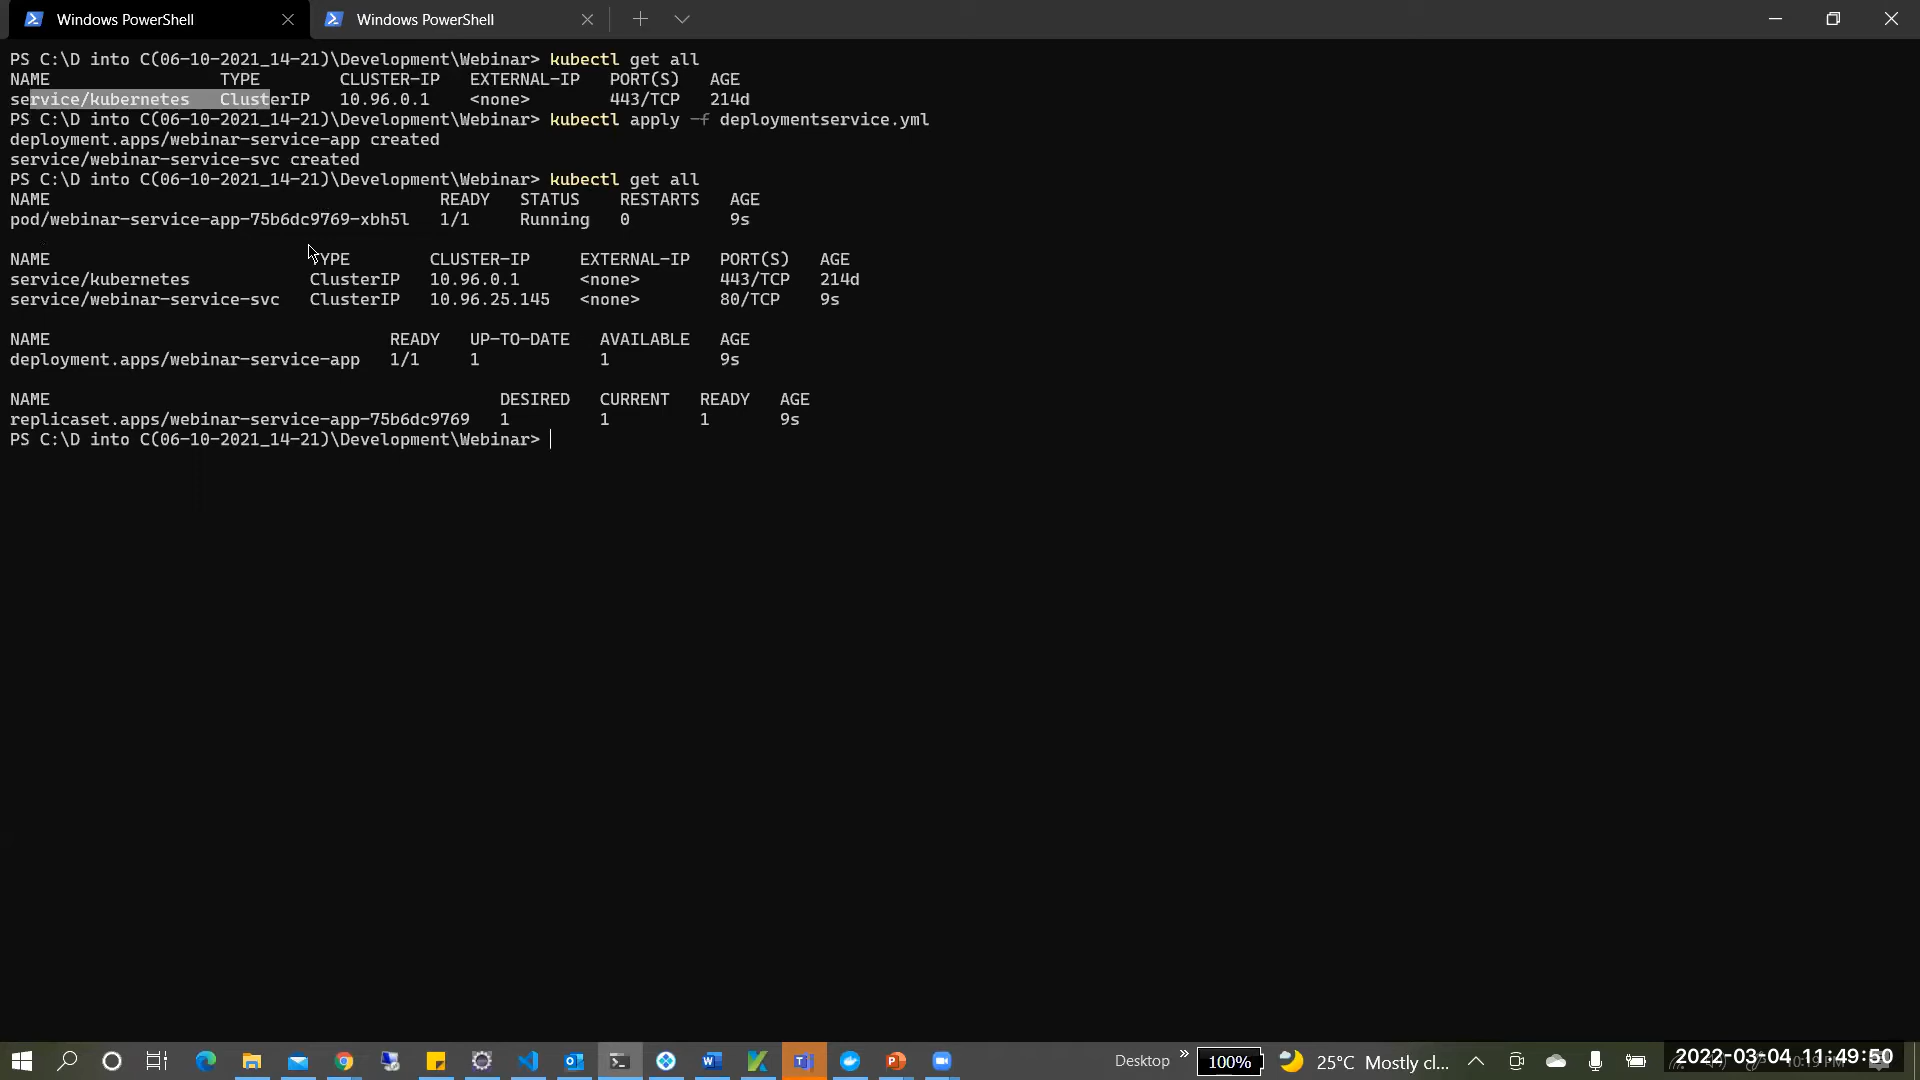 Windows PowerShell
Windows PowerShell
PS C:\D into C(06-10-2021_14-21)\Development\Webinar> kubectl get all
NAME TYPE CLUSTER-IP EXTERNAL-IP PORT(S) AGE
service/kubernetes ClusterIP 10.96.0.1 <none> 443/TCP 214d
PS C:\D into C(06-10-2021_14-21)\Development\Webinar> kubectl apply -f deploymentservice.yml
deployment.apps/webinar-service-app created
service/webinar-service-svc created
PS C:\D into C(06-10-2021_14-21)\Development\Webinar> kubectl get all
NAME READY STATUS RESTARTS AGE
pod/webinar-service-app-75b6dc9769-xbh5l 1/1 Running 0 9s
NAME TYPE CLUSTER-IP EXTERNAL-IP PORT(S) AGE
service/kubernetes ClusterIP 10.96.0.1 <none> 443/TCP 214d
service/webinar-service-svc ClusterIP 10.96.25.145 <none> 80/TCP 9s
NAME READY UP-TO-DATE AVAILABLE AGE
deployment.apps/webinar-service-app 1/1 1 1 9s
NAME DESIRED CURRENT READY AGE
replicaset.apps/webinar-service-app-75b6dc9769 1 1 1 9s
PS C:\D into C(06-10-2021_14-21)\Development\Webinar>
Desktop » 100% 25°C Mostly cl... 2022-03-04 11:49:50